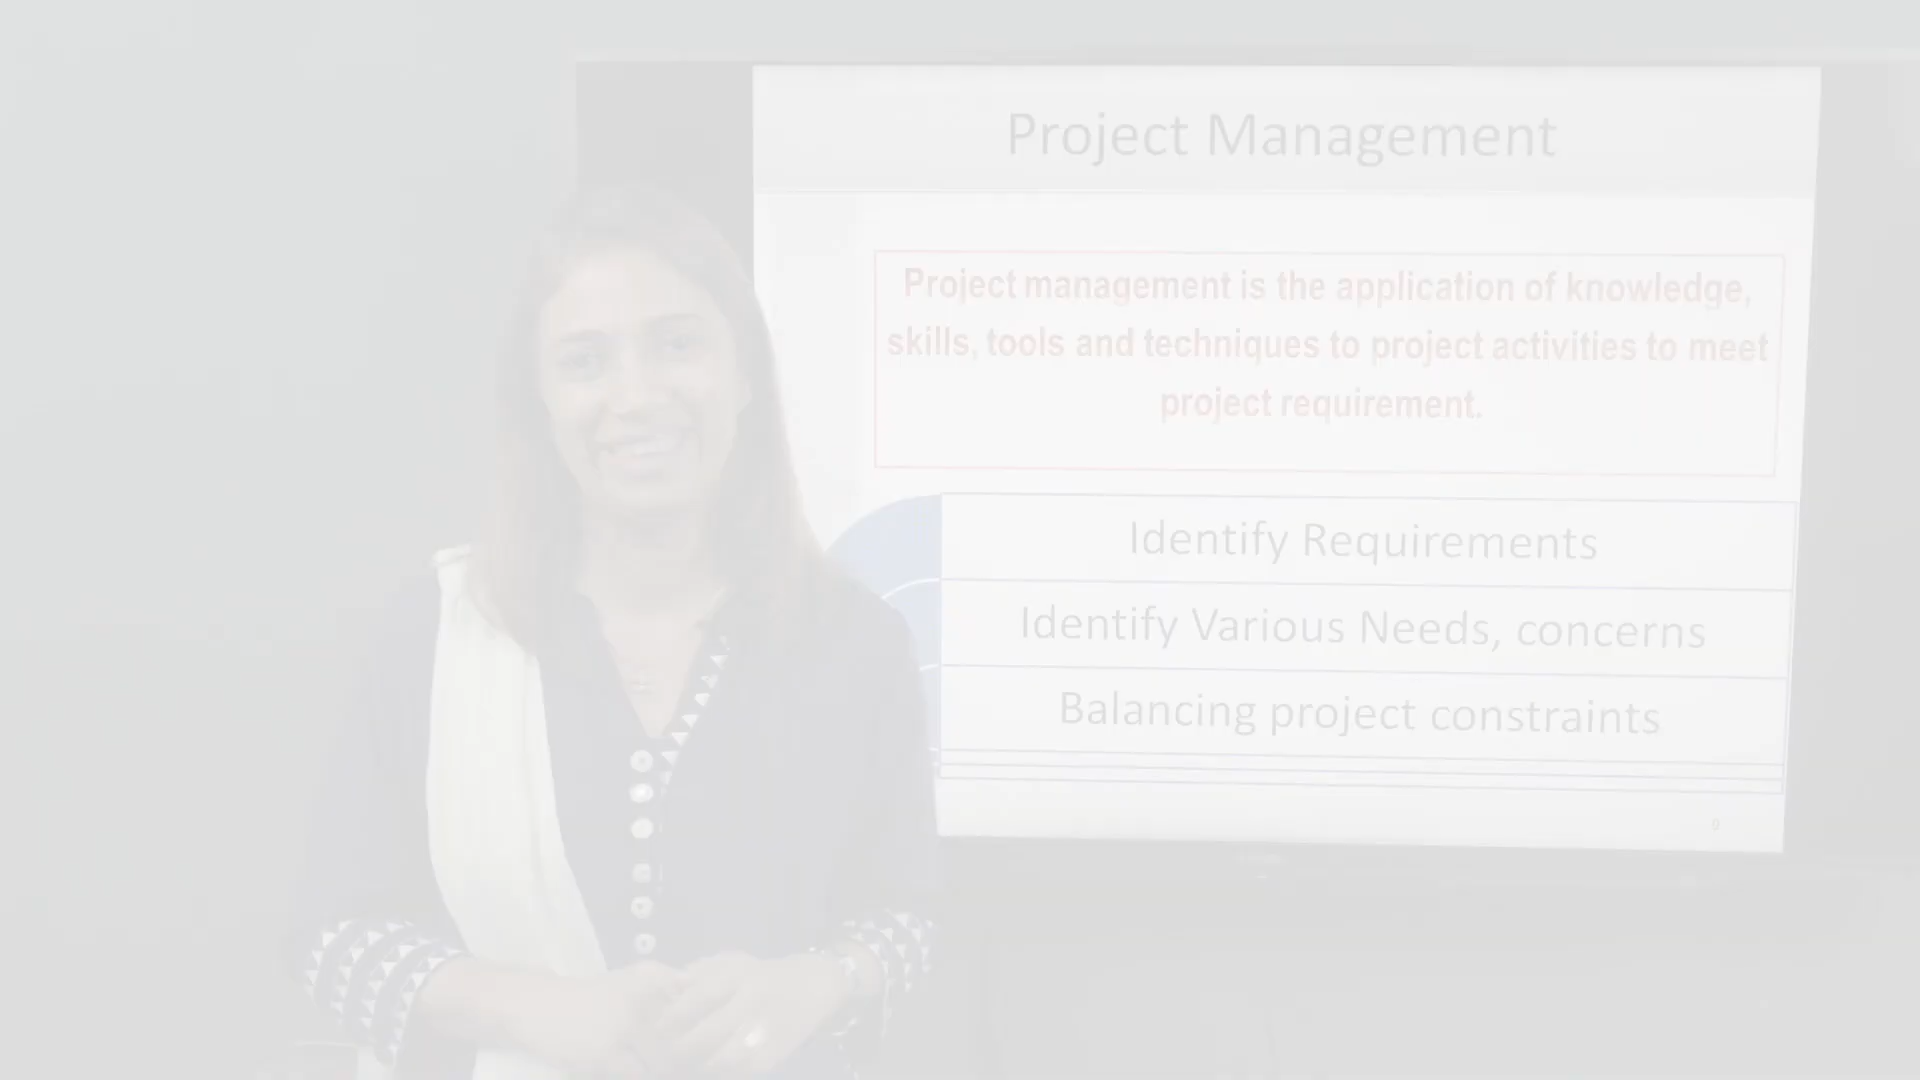 Project Management
Project management is the application of knowledge,
skills, tools and techniques to project activities to meet
project requirement.
Identify Requirements
Identify Various Needs, concerns
Balancing project constraints
9